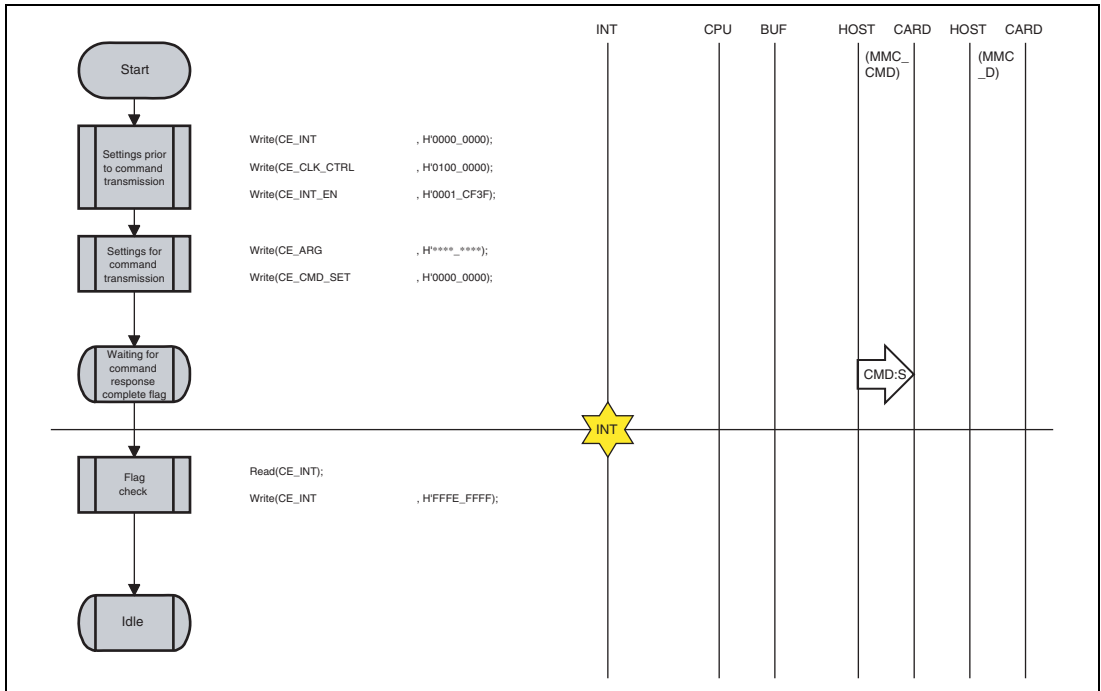 INT CPU BUF HOST CARD HOST CARD
(MMC_
CMD)
(MMC
_D)
Start
Settings prior
to command
transmission
Write(CE_INT , H'0000_0000);
Write(CE_CLK_CTRL , H'0100_0000);
Write(CE_INT_EN , H'0001_CF3F);
Settings for
command
transmission
Write(CE_ARG , H'****_****);
Write(CE_CMD_SET , H'0000_0000);
Waiting for
command
response
complete flag
CMD:S
INT
Flag
check
Read(CE_INT);
Write(CE_INT , H'FFFE_FFFF);
Idle